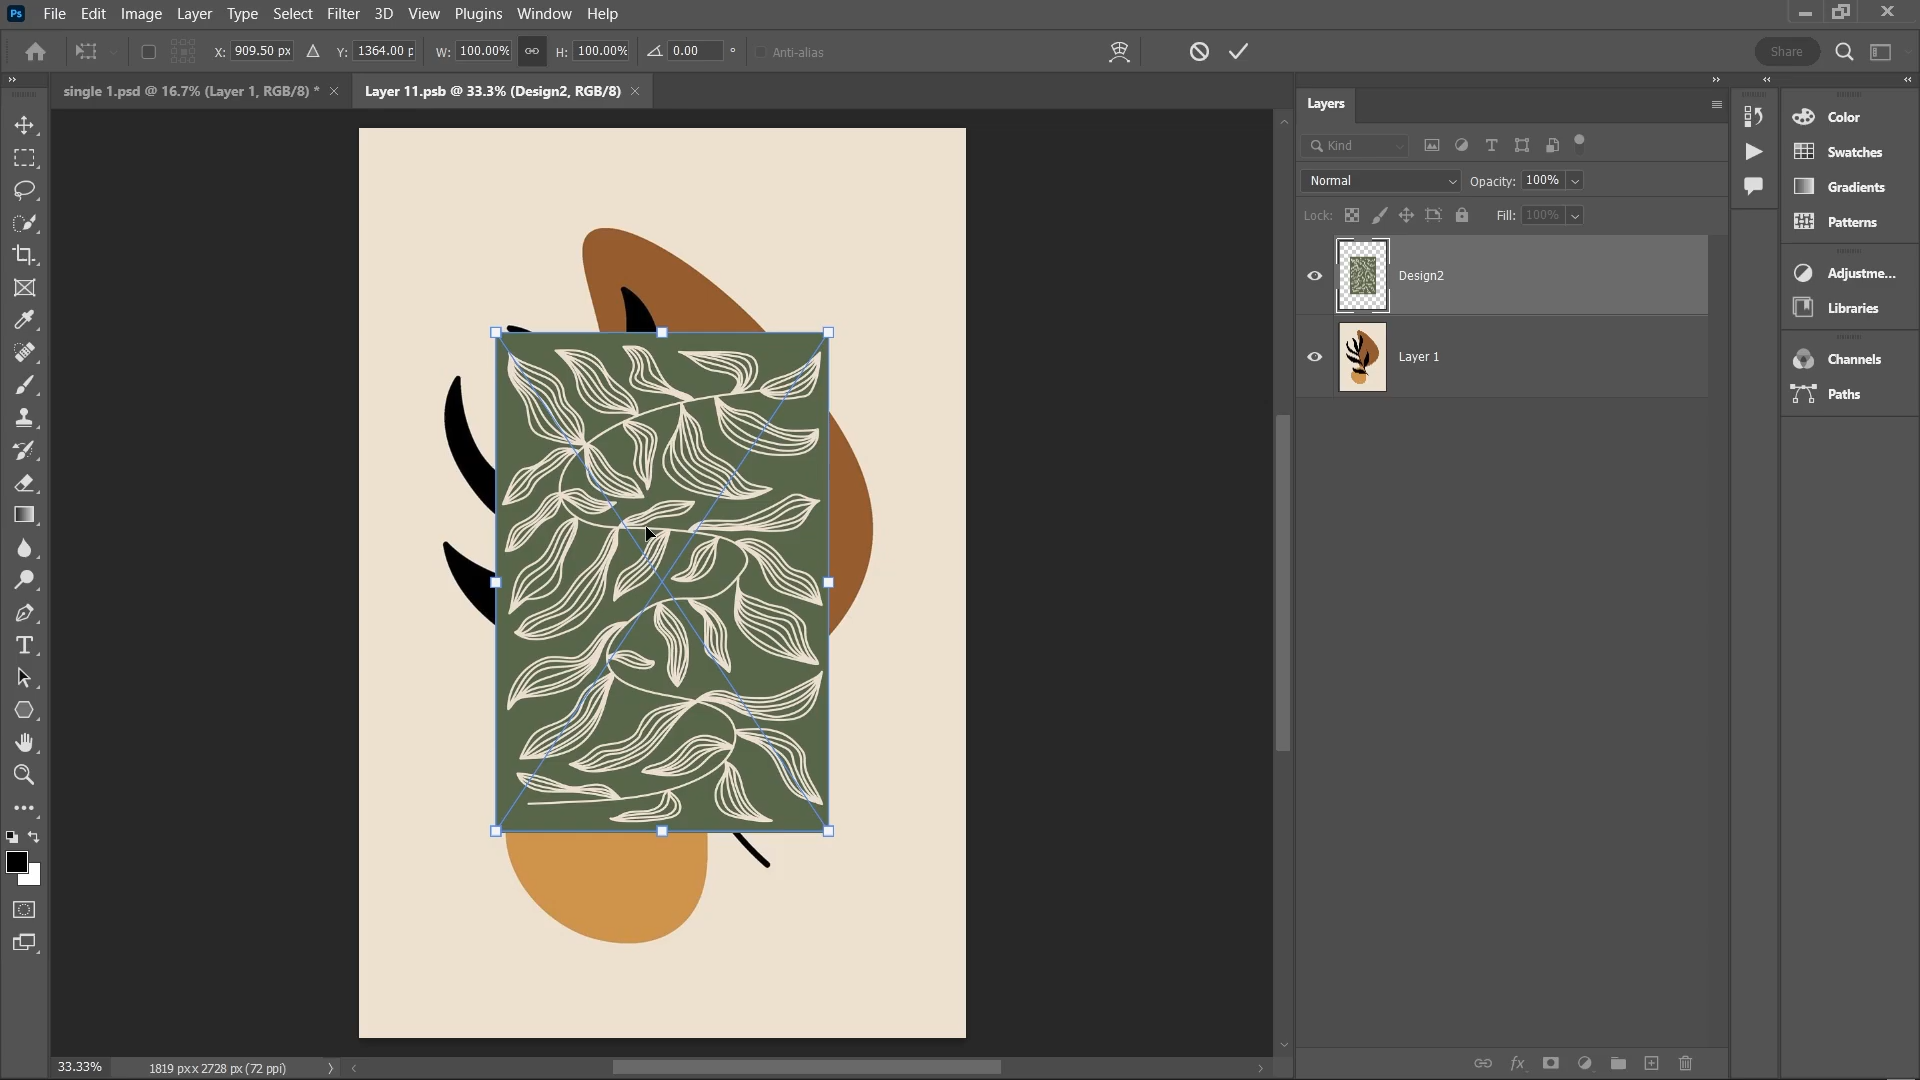 Ps File Edit Image Layer Type Select Filter 3D View Plugins Window Help
X: 909.50 px Y: 1364.00 p W: 100.00% H: 100.00% 0.00 ° Anti-alias Share
single 1.psd @ 16.7% (Layer 1, RGB/8) * Layer 11.psb @ 33.3% (Design2, RGB/8)
Layers
Kind
Normal Opacity: 100%
Lock: Fill: 100%
Design2
Layer 1
Color
Swatches
Gradients
Patterns
Adjustme...
Libraries
Channels
Paths
33.33% 1819 px x 2728 px (72 ppi)